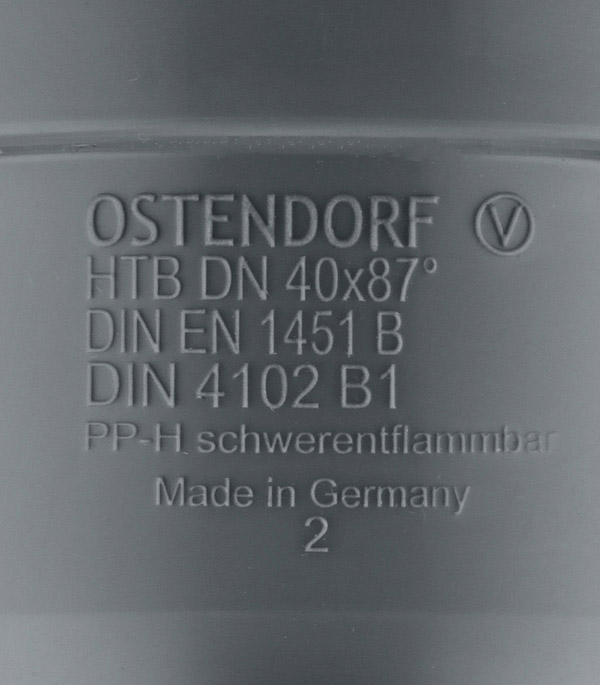 OSTENDORF Ⓥ
HTB DN 40x87°
DIN EN 1451 B
DIN 4102 B1
PP-H schwerentflammbar
Made in Germany
2